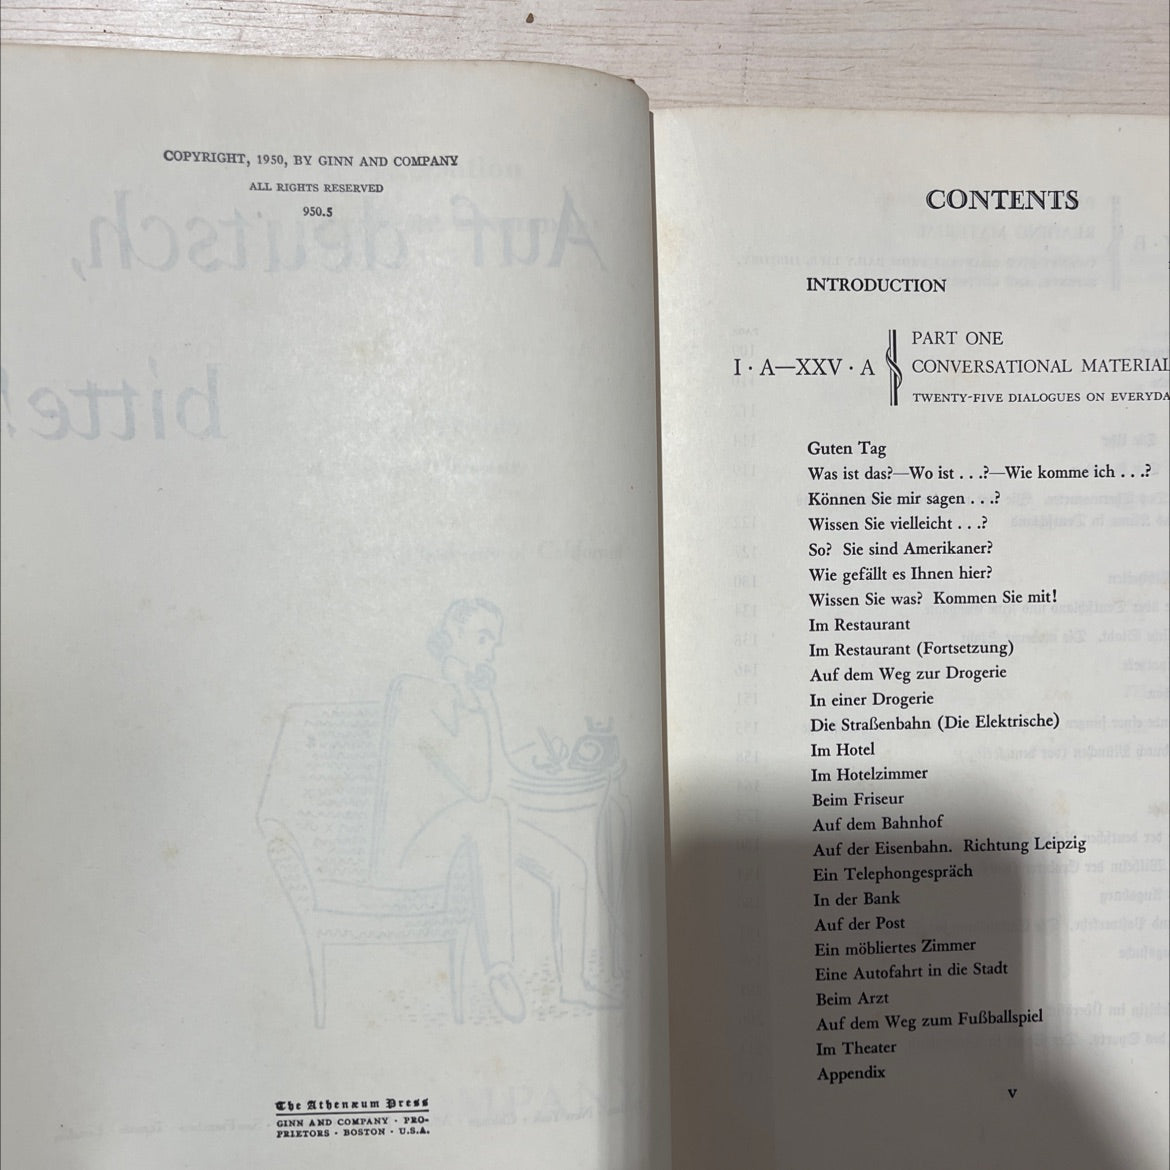 COPYRIGHT, 1950, BY GINN AND COMPANY
ALL RIGHTS RESERVED
950.5
Auf deutsch,
bitte!
The Athenæum Press
GINN AND COMPANY · PRO-
PRIETORS · BOSTON · U.S.A.
CONTENTS
INTRODUCTION
PART ONE
I · A—XXV · A
CONVERSATIONAL MATERIAL
TWENTY-FIVE DIALOGUES ON EVERYDA
Guten Tag
Was ist das?—Wo ist . . .?—Wie komme ich . . .?
Können Sie mir sagen . . .?
Wissen Sie vielleicht . . .?
So? Sie sind Amerikaner?
Wie gefällt es Ihnen hier?
Wissen Sie was? Kommen Sie mit!
Im Restaurant
Im Restaurant (Fortsetzung)
Auf dem Weg zur Drogerie
In einer Drogerie
Die Straßenbahn (Die Elektrische)
Im Hotel
Im Hotelzimmer
Beim Friseur
Auf dem Bahnhof
Auf der Eisenbahn. Richtung Leipzig
Ein Telephongespräch
In der Bank
Auf der Post
Ein möbliertes Zimmer
Eine Autofahrt in die Stadt
Beim Arzt
Auf dem Weg zum Fußballspiel
Im Theater
Appendix
v